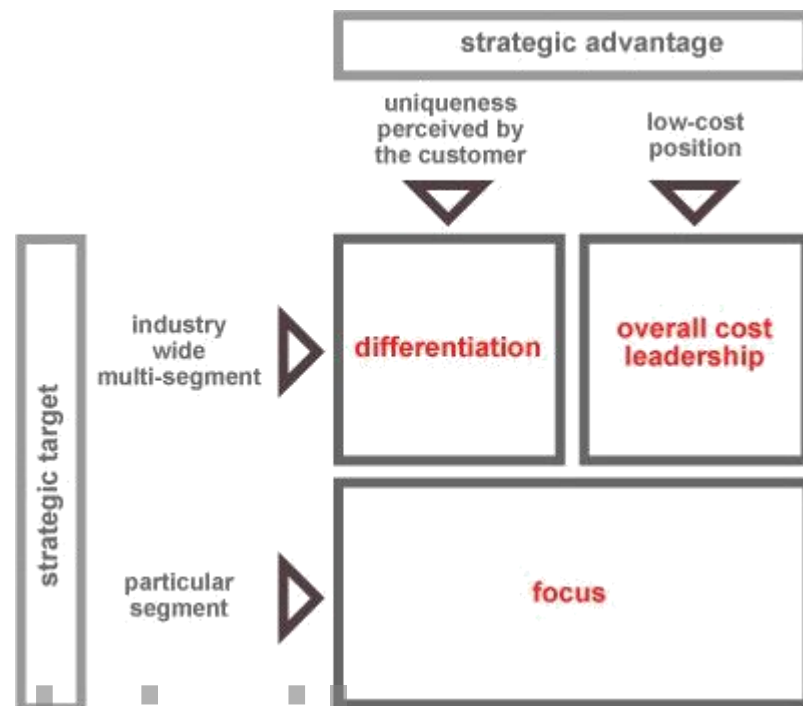 strategic advantage
uniqueness
perceived by
the customer
low-cost
position
industry
wide
multi-segment
differentiation
overall cost
leadership
strategic target
particular
segment
focus